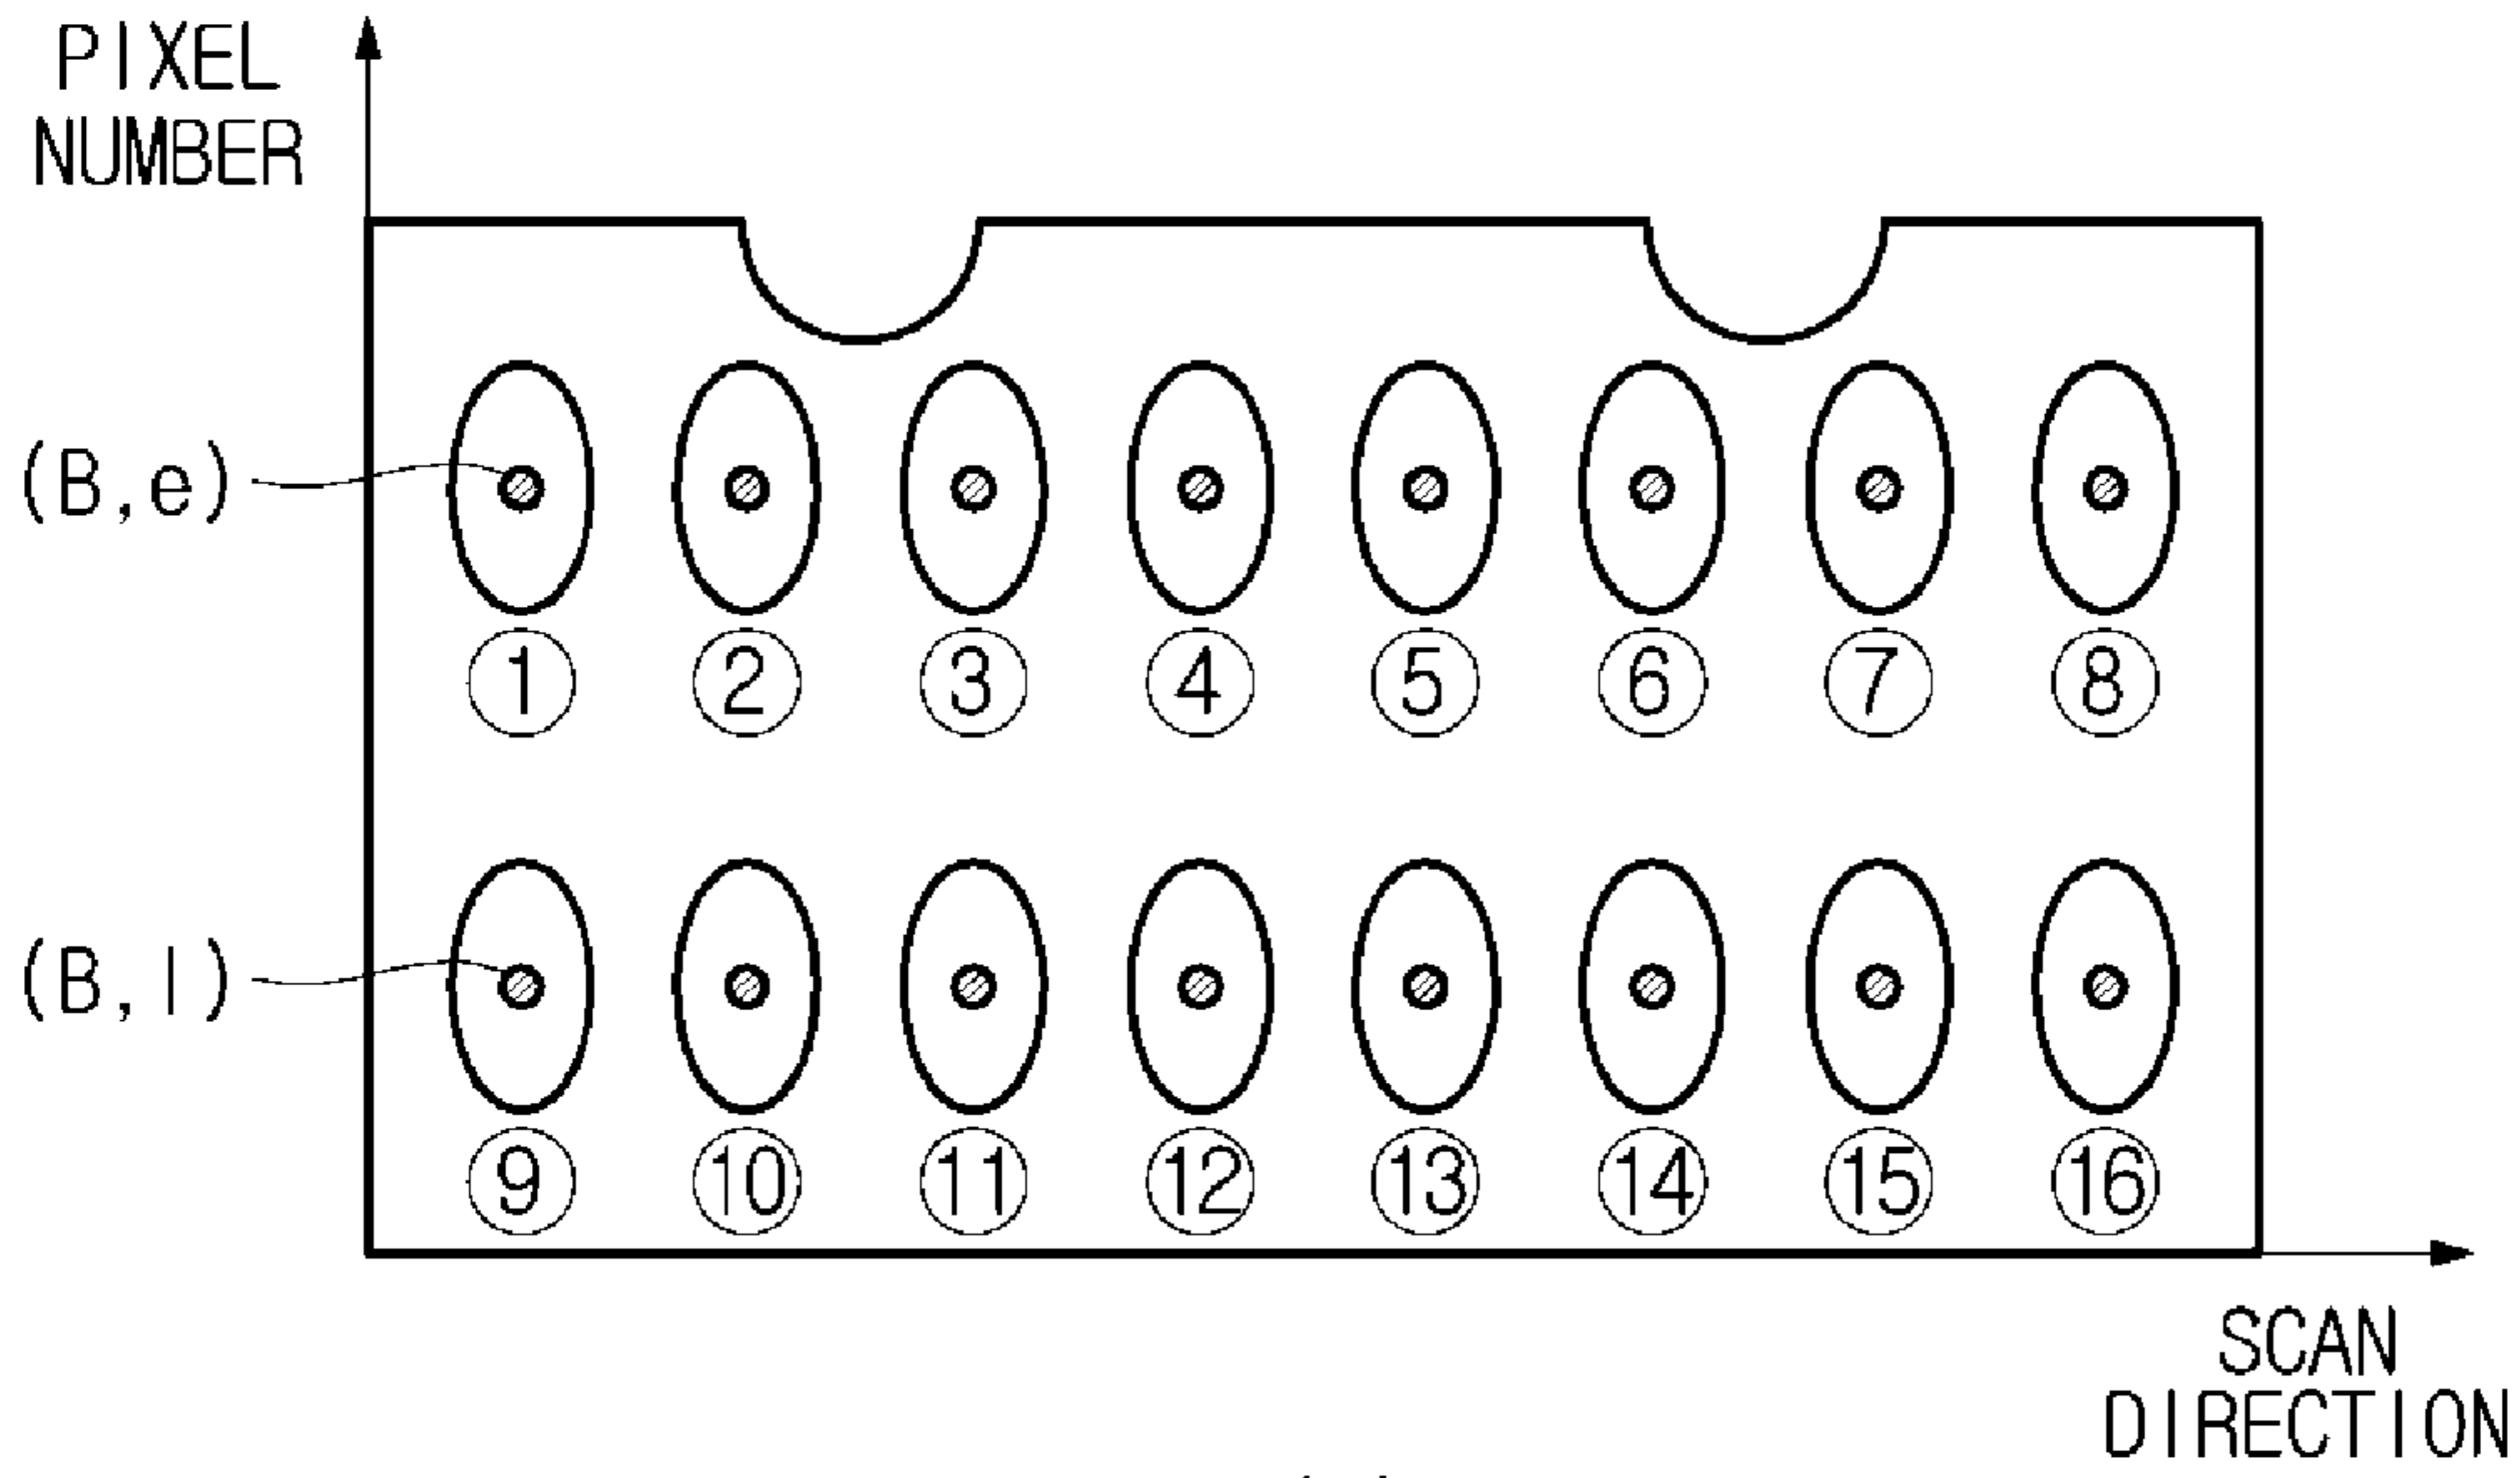 PIXEL
NUMBER
(B,e)
① ② ③ ④ ⑤ ⑥ ⑦ ⑧
(B,l)
⑨ ⑩ ⑪ ⑫ ⑬ ⑭ ⑮ ⑯
SCAN
DIRECTION